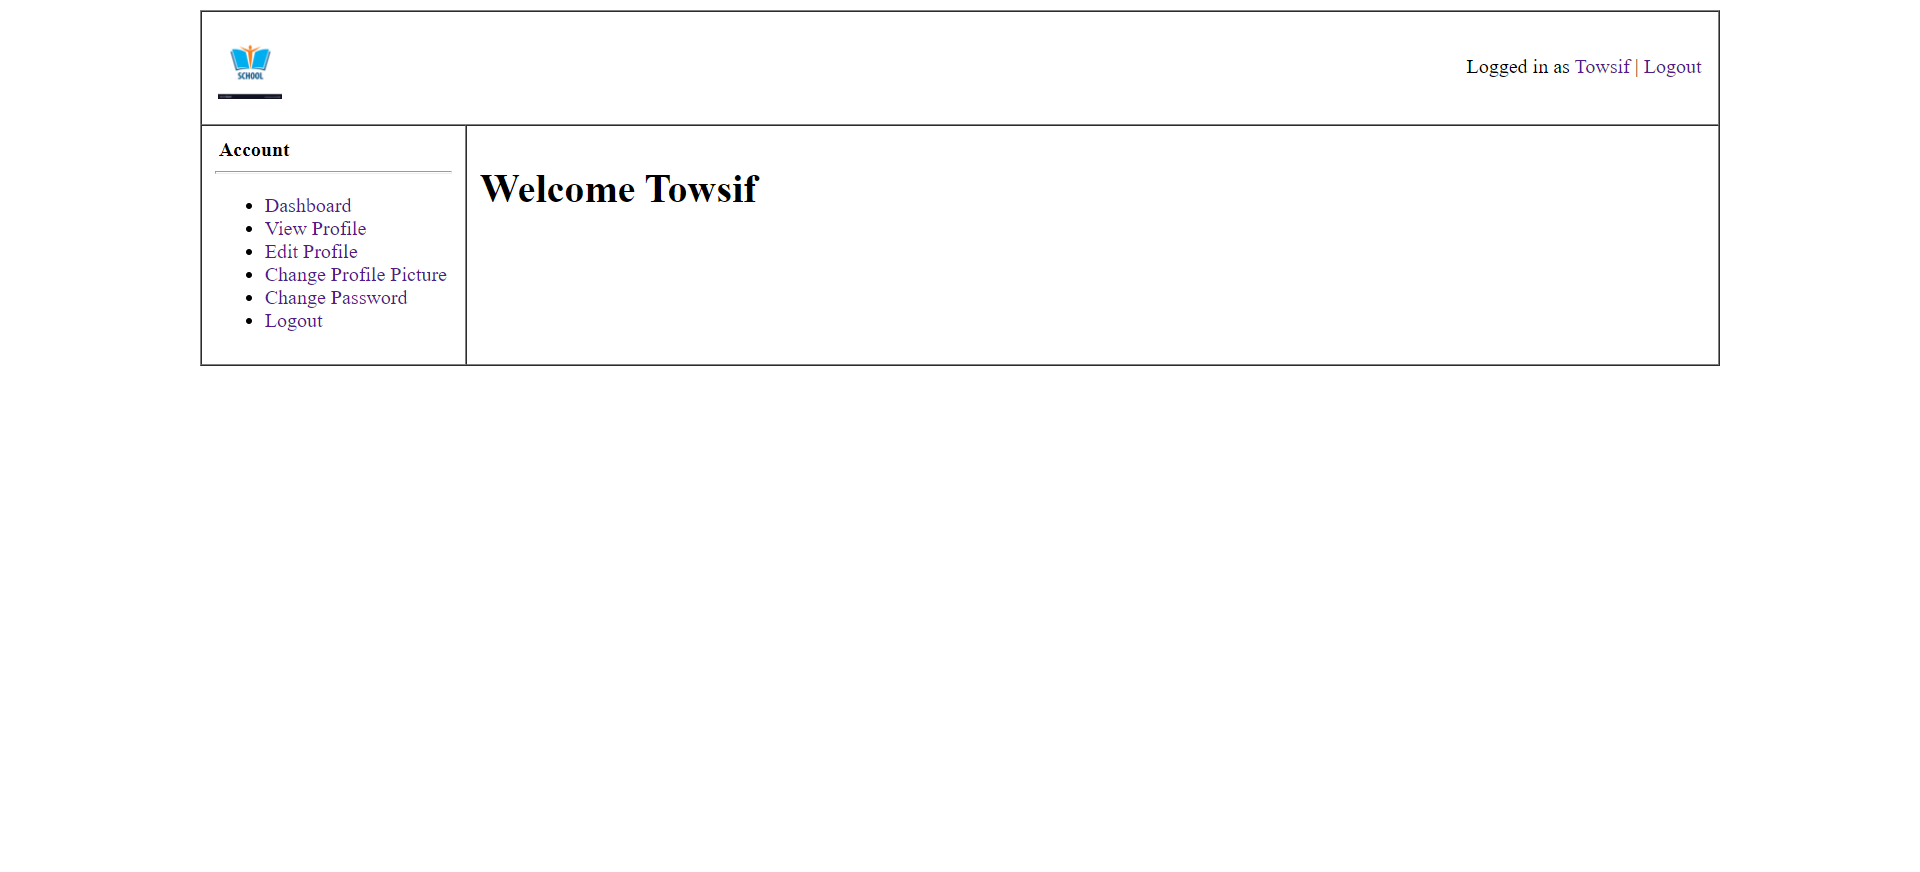 SCHOOL
Logged in as Towsif | Logout
Account
Dashboard
View Profile
Edit Profile
Change Profile Picture
Change Password
Logout
Welcome Towsif